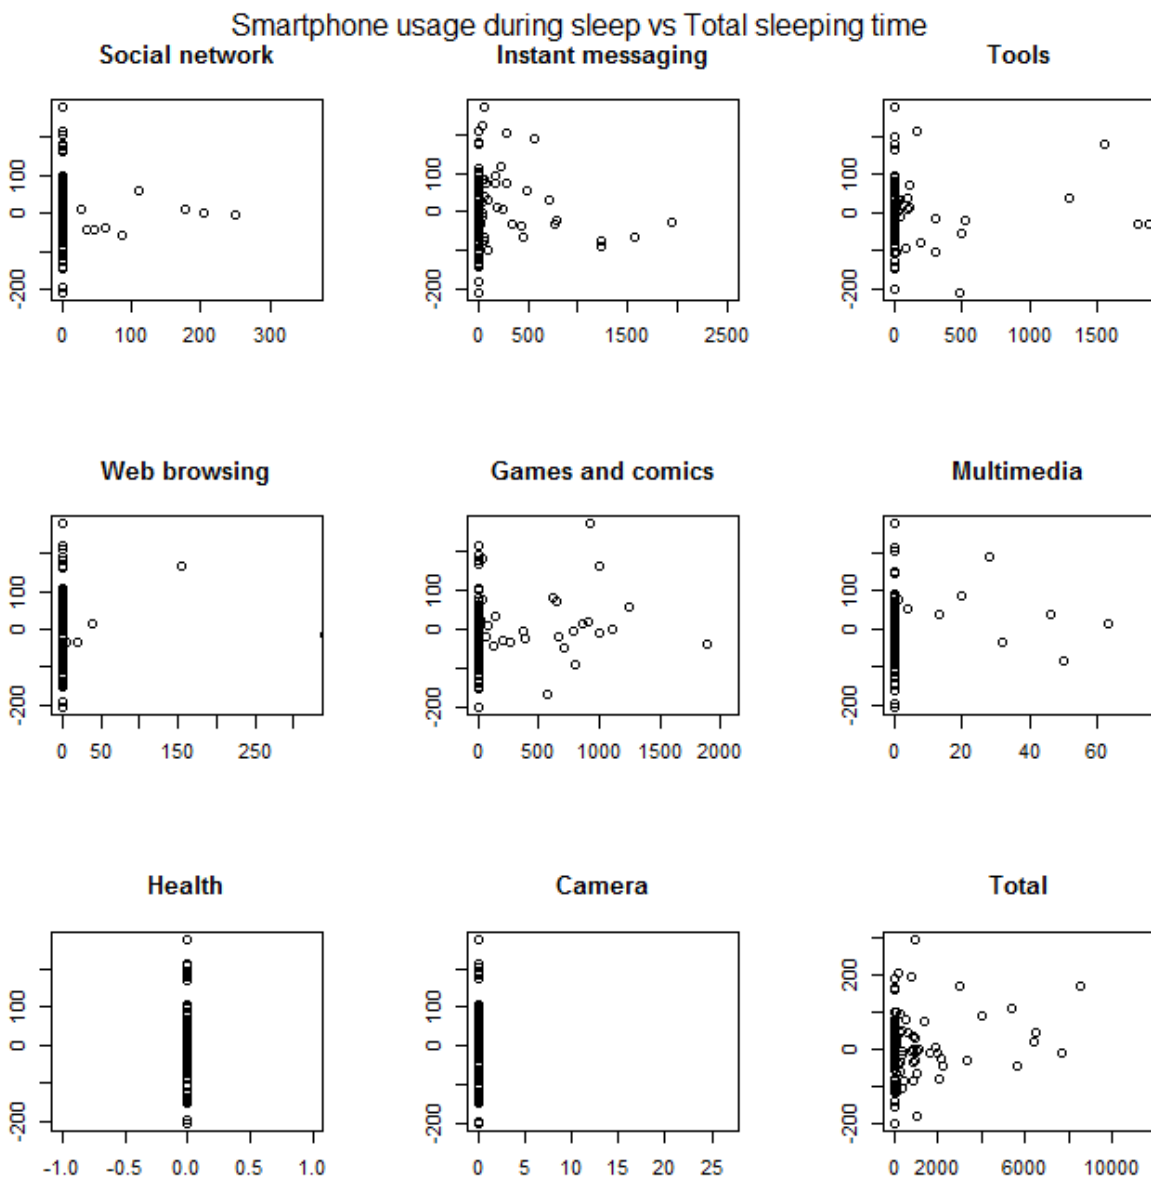 Smartphone usage during sleep vs Total sleeping time
Social network Instant messaging Tools
-200 0 100 -200 0 100 -200 0 100
0 100 200 300 0 500 1500 2500 0 500 1000 1500
Web browsing Games and comics Multimedia
-200 0 100 -200 0 100 -200 0 100
0 50 150 250 0 500 1000 1500 2000 0 20 40 60
Health Camera Total
-200 0 100 -200 0 100 -200 0 200
-1.0 -0.5 0.0 0.5 1.0 0 5 10 15 20 25 0 2000 6000 10000